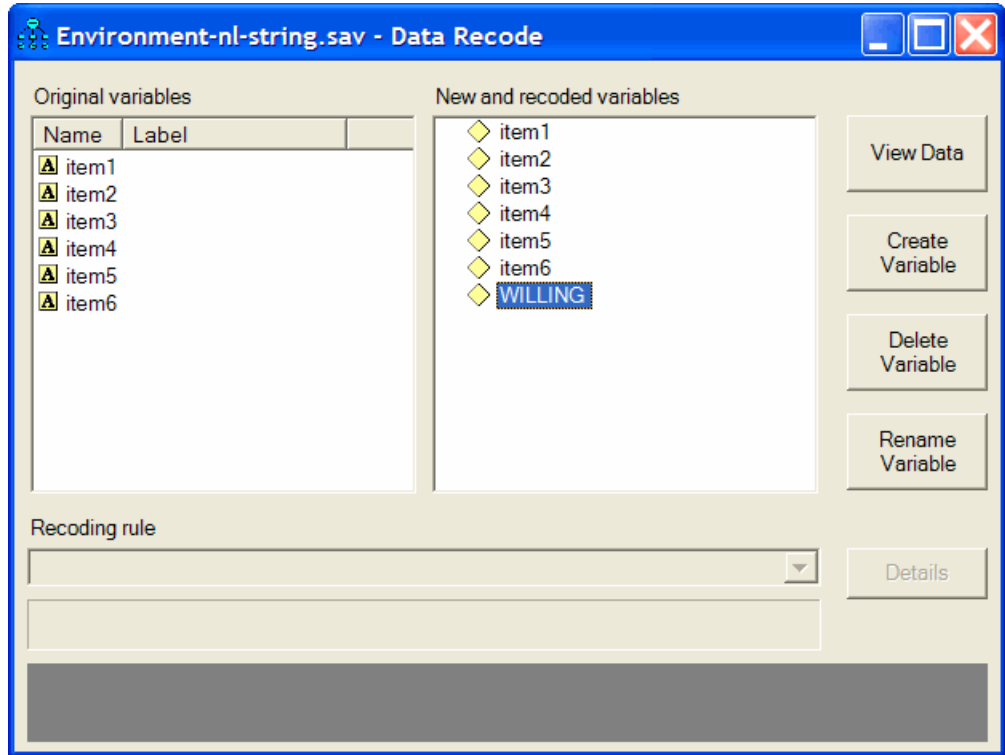 Environment-nl-string.sav - Data Recode
Original variables
Name Label
A item1
A item2
A item3
A item4
A item5
A item6
New and recoded variables
item1
item2
item3
item4
item5
item6
WILLING
View Data
Create
Variable
Delete
Variable
Rename
Variable
Recoding rule
Details